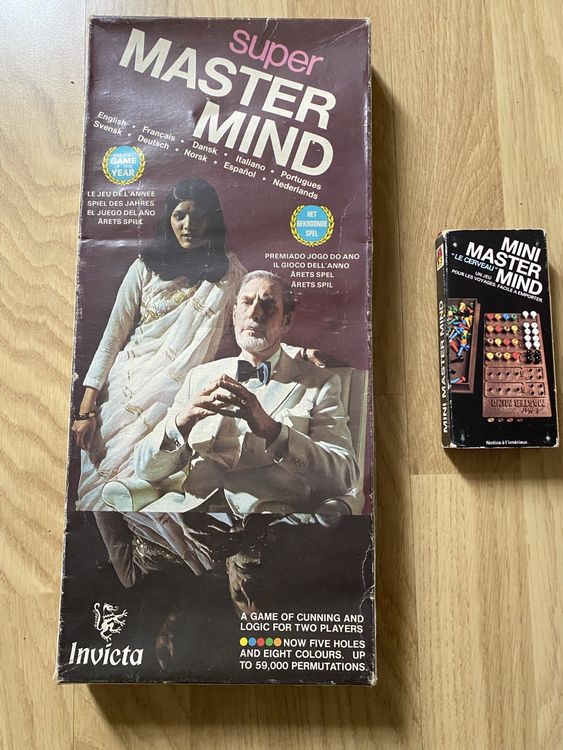 super
MASTER
MIND
English • Français • Dansk • Italiano • Portugues
Svensk • Deutsch • Norsk • Español • Nederlands
GAME
OF THE
YEAR
LE JEU DE L'ANNEE
SPIEL DES JAHRES
EL JUEGO DEL AÑO
ÅRETS SPILL
HET
BEKROONDE
SPEL
PREMIADO JOGO DO ANO
IL GIOCO DELL'ANNO
ÅRETS SPEL
ÅRETS SPIL
A GAME OF CUNNING AND
LOGIC FOR TWO PLAYERS
NOW FIVE HOLES
AND EIGHT COLOURS. UP
TO 59,000 PERMUTATIONS.
Invicta
MINI
MASTER
"LE CERVEAU"
MIND
UN JEU
POUR LES VOYAGES. FACILE A EMPORTER.
MINI MASTER MIND
MASTER MIND
Notice à l'intérieur.